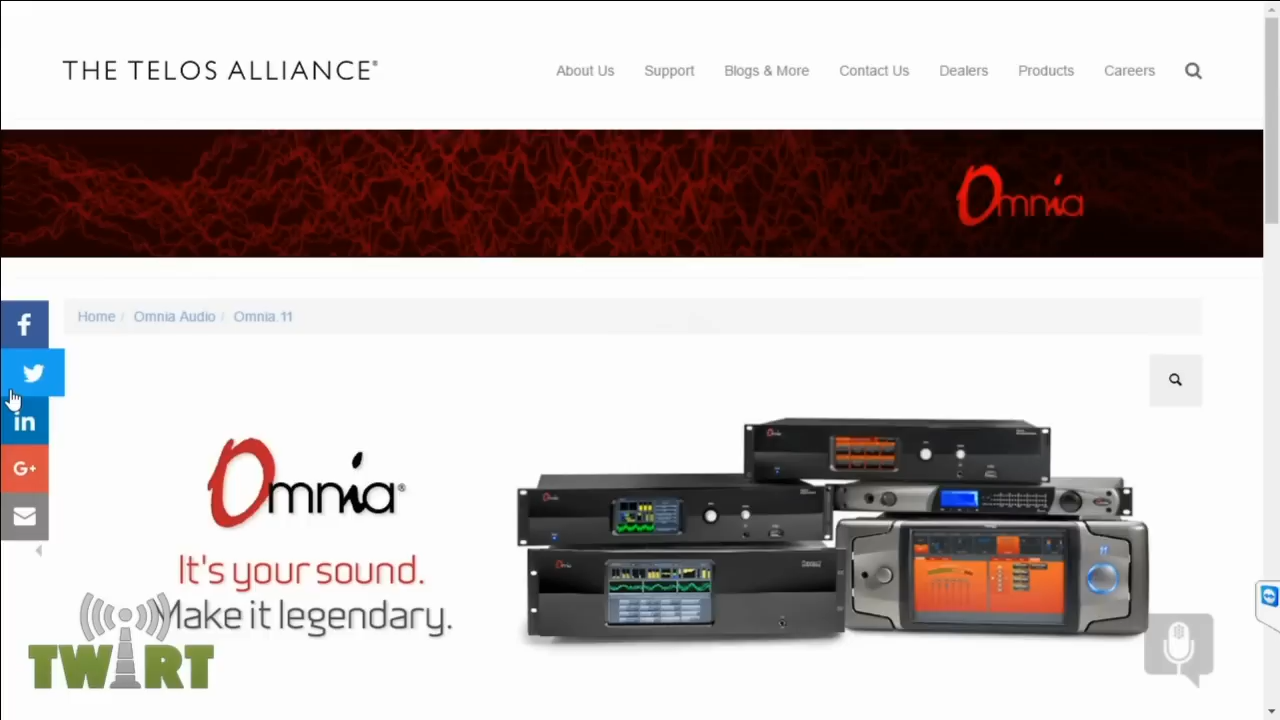 THE TELOS ALLIANCE®
About Us Support Blogs & More Contact Us Dealers Products Careers
Omnia
Home / Omnia Audio / Omnia.11
f
in
G+
Omnia®
It's your sound.
Make it legendary.
TWiRT